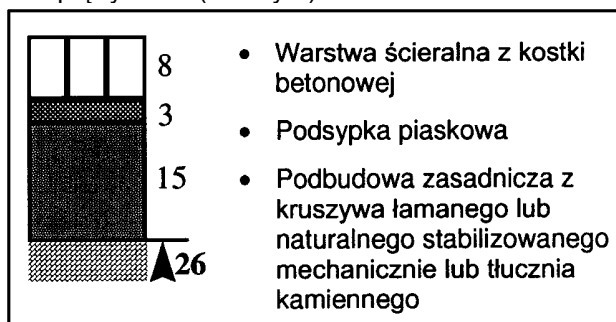 8
3
15
26
• Warstwa ścieralna z kostki
betonowej
• Podsypka piaskowa
• Podbudowa zasadnicza z
kruszywa łamanego lub
naturalnego stabilizowanego
mechanicznie lub tłucznia
kamiennego